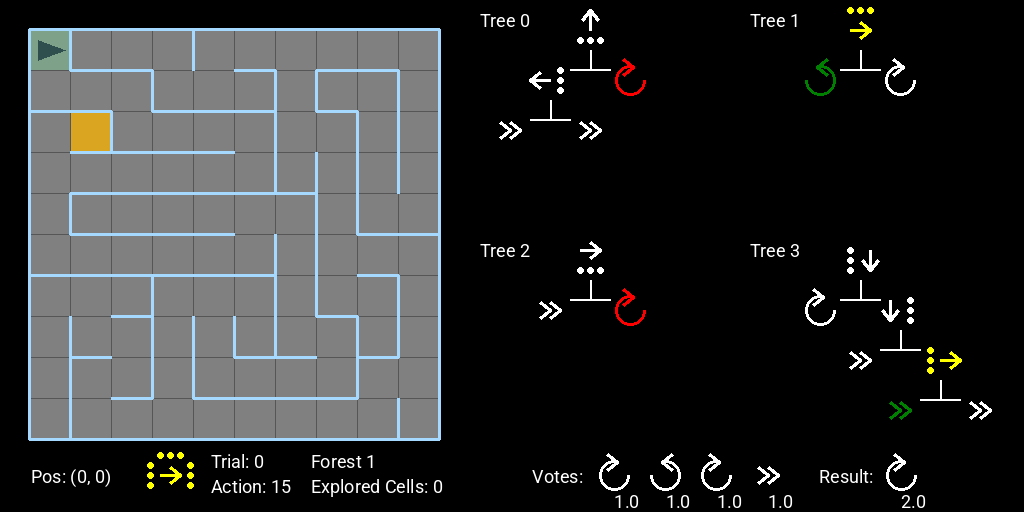 Tree 0
Tree 1
Tree 2
Tree 3
Pos: (0, 0)
Trial: 0
Forest 1
Action: 15
Explored Cells: 0
Votes:
1.0
1.0
1.0
1.0
Result:
2.0